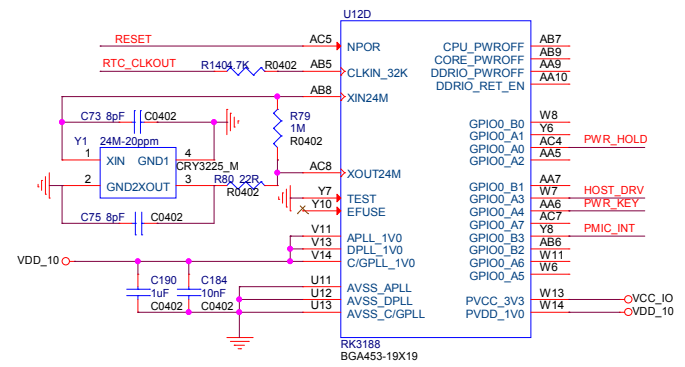 U12D
RESET AC5 NPOR CPU_PWROFF AB7
RTC_CLKOUT R140 4.7K R0402 AB5 CLKIN_32K CORE_PWROFF AB9
DDRIO_PWROFF AA9
DDRIO_RET_EN AA10
AB8 XIN24M
C73 8pF C0402
R79
1M
R0402
Y1 24M-20ppm
1 XIN GND1 4
CRY3225_M
2 GND2 XOUT 3
R80 22R
R0402
AC8 XOUT24M
C75 8pF C0402
Y7 TEST
Y10 EFUSE
GPIO0_B0 W8
GPIO0_A1 Y6
GPIO0_A0 AC4 PWR_HOLD
GPIO0_A2 AA5
GPIO0_B1 AA7
GPIO0_A3 W7 HOST_DRV
GPIO0_A4 AA6 PWR_KEY
GPIO0_A7 AC7
GPIO0_B3 Y8 PMIC_INT
GPIO0_B2 AB6
GPIO0_A6 W11
GPIO0_A5 W6
V11 APLL_1V0
V13 DPLL_1V0
VDD_10 V14 C/GPLL_1V0
C190
1uF
C0402
C184
10nF
C0402
U11 AVSS_APLL
U12 AVSS_DPLL
U13 AVSS_C/GPLL
PVCC_3V3 W13 VCC_IO
PVDD_1V0 W14 VDD_10
RK3188
BGA453-19X19